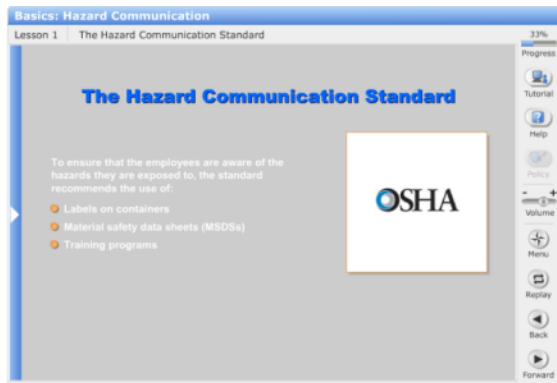 Basics: Hazard Communication
Lesson 1 The Hazard Communication Standard
33%
Progress
The Hazard Communication Standard
To ensure that the employees are aware of the
hazards they are exposed to, the standard
recommends the use of:
Labels on containers
Material safety data sheets (MSDSs)
Training programs
OSHA
Tutorial
Help
Policy
- +
Volume
Menu
Replay
Back
Forward